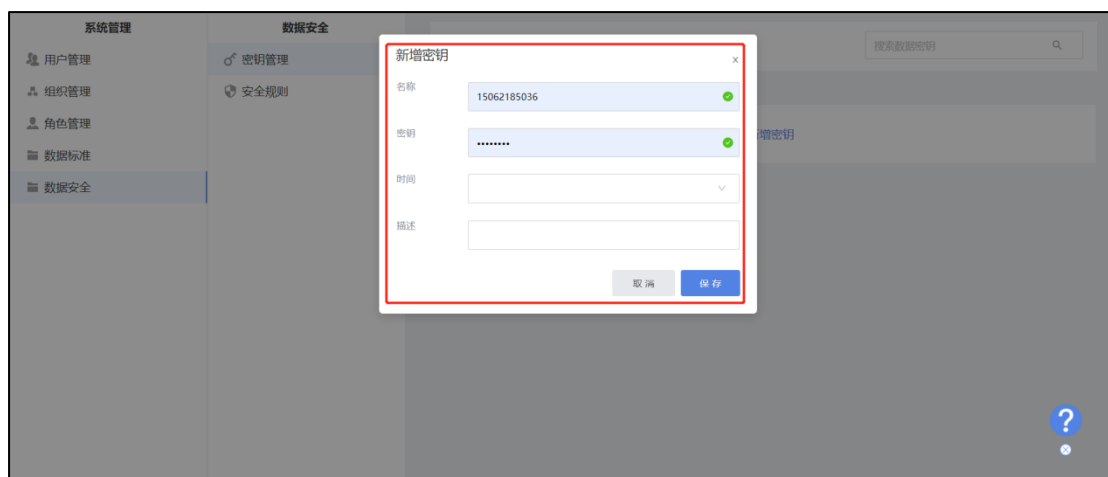 系统管理
数据安全
用户管理
组织管理
角色管理
数据标准
数据安全
密钥管理
安全规则
搜索数据密钥
增密钥
新增密钥
x
名称
15062185036
密钥
••••••••
时间
描述
取 消
保 存
?